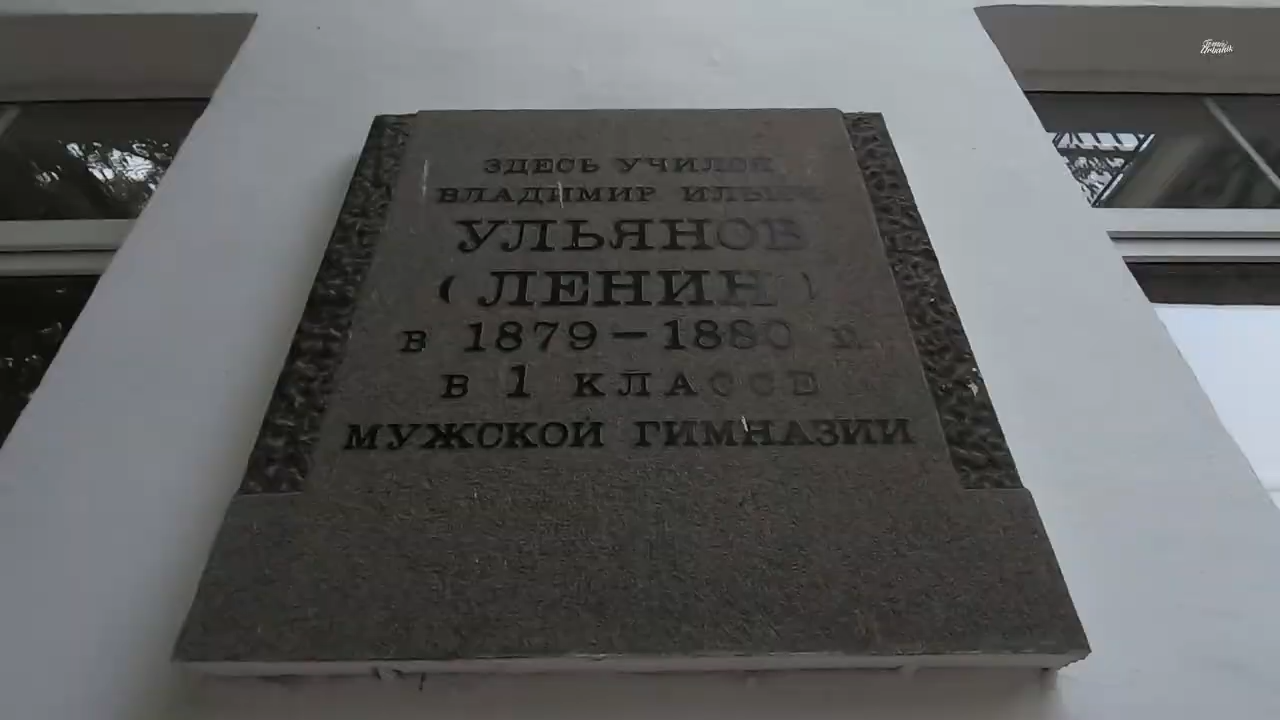 ЗДЕСЬ УЧИЛСЯ
ВЛАДИМИР ИЛЬИЧ
УЛЬЯНОВ
(ЛЕНИН)
в 1879-1880 г.
в 1 КЛАССЕ
МУЖСКОЙ ГИМНАЗИИ